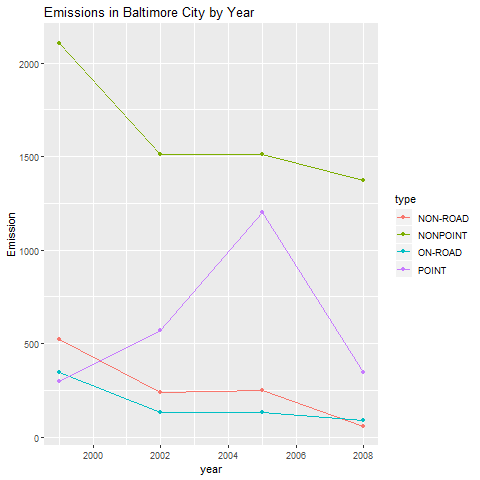 Emissions in Baltimore City by Year
Emission
2000
1500
1000
500
0
2000 2002 2004 2006 2008
year
type
NON-ROAD
NONPOINT
ON-ROAD
POINT